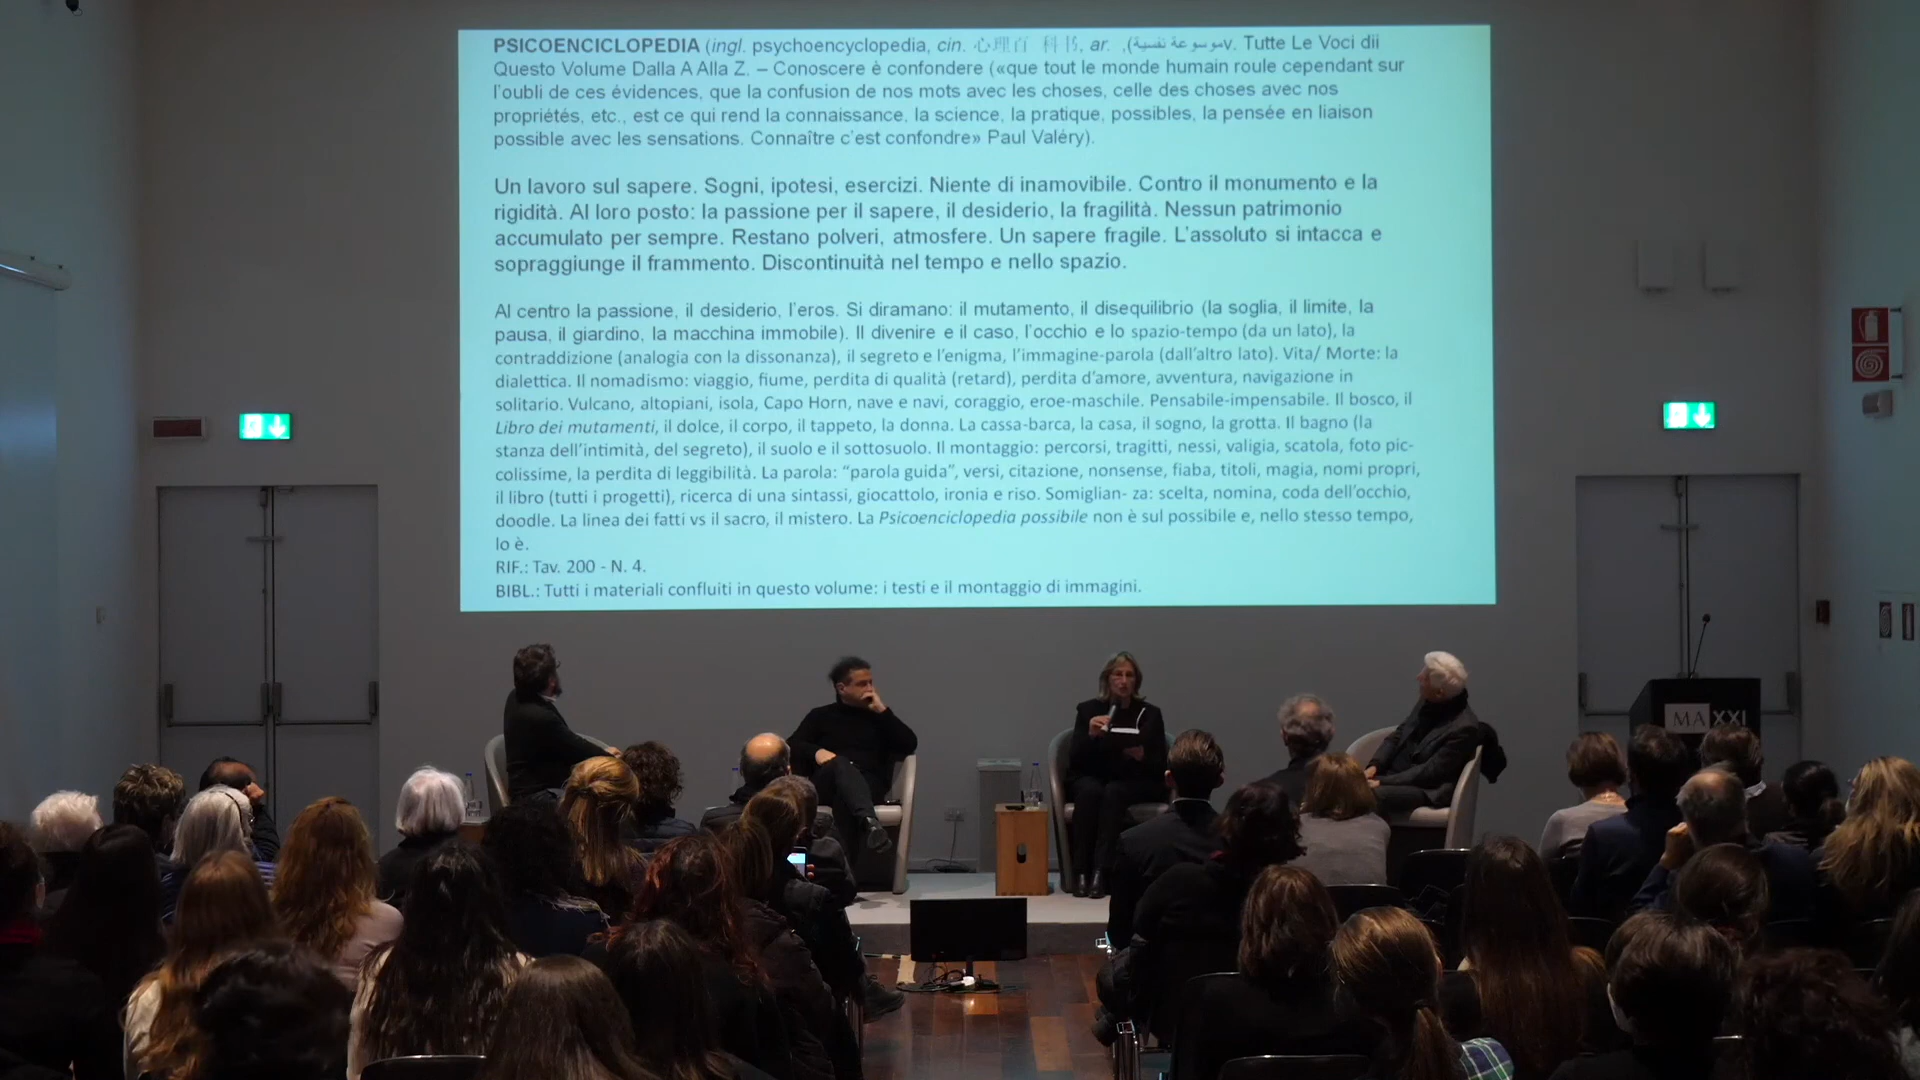 PSICOENCICLOPEDIA (ingl. psychoencyclopedia, cin. 心理百 科书, ar. ,(موسوعة نفسيةv. Tutte Le Voci dii
Questo Volume Dalla A Alla Z. – Conoscere è confondere («que tout le monde humain roule cependant sur
l'oubli de ces évidences, que la confusion de nos mots avec les choses, celle des choses avec nos
propriétés, etc., est ce qui rend la connaissance, la science, la pratique, possibles, la pensée en liaison
possible avec les sensations. Connaître c'est confondre» Paul Valéry).
Un lavoro sul sapere. Sogni, ipotesi, esercizi. Niente di inamovibile. Contro il monumento e la
rigidità. Al loro posto: la passione per il sapere, il desiderio, la fragilità. Nessun patrimonio
accumulato per sempre. Restano polveri, atmosfere. Un sapere fragile. L'assoluto si intacca e
sopraggiunge il frammento. Discontinuità nel tempo e nello spazio.
Al centro la passione, il desiderio, l'eros. Si diramano: il mutamento, il disequilibrio (la soglia, il limite, la
pausa, il giardino, la macchina immobile). Il divenire e il caso, l'occhio e lo spazio-tempo (da un lato), la
contraddizione (analogia con la dissonanza), il segreto e l'enigma, l'immagine-parola (dall'altro lato). Vita/ Morte: la
dialettica. Il nomadismo: viaggio, fiume, perdita di qualità (retard), perdita d'amore, avventura, navigazione in
solitario. Vulcano, altopiani, isola, Capo Horn, nave e navi, coraggio, eroe-maschile. Pensabile-impensabile. Il bosco, il
Libro dei mutamenti, il dolce, il corpo, il tappeto, la donna. La cassa-barca, la casa, il sogno, la grotta. Il bagno (la
stanza dell'intimità, del segreto), il suolo e il sottosuolo. Il montaggio: percorsi, tragitti, nessi, valigia, scatola, foto pic-
colissime, la perdita di leggibilità. La parola: "parola guida", versi, citazione, nonsense, fiaba, titoli, magia, nomi propri,
il libro (tutti i progetti), ricerca di una sintassi, giocattolo, ironia e riso. Somiglian- za: scelta, nomina, coda dell'occhio,
doodle. La linea dei fatti vs il sacro, il mistero. La Psicoenciclopedia possibile non è sul possibile e, nello stesso tempo,
lo è.
RIF.: Tav. 200 - N. 4.
BIBL.: Tutti i materiali confluiti in questo volume: i testi e il montaggio di immagini.
MAXXI